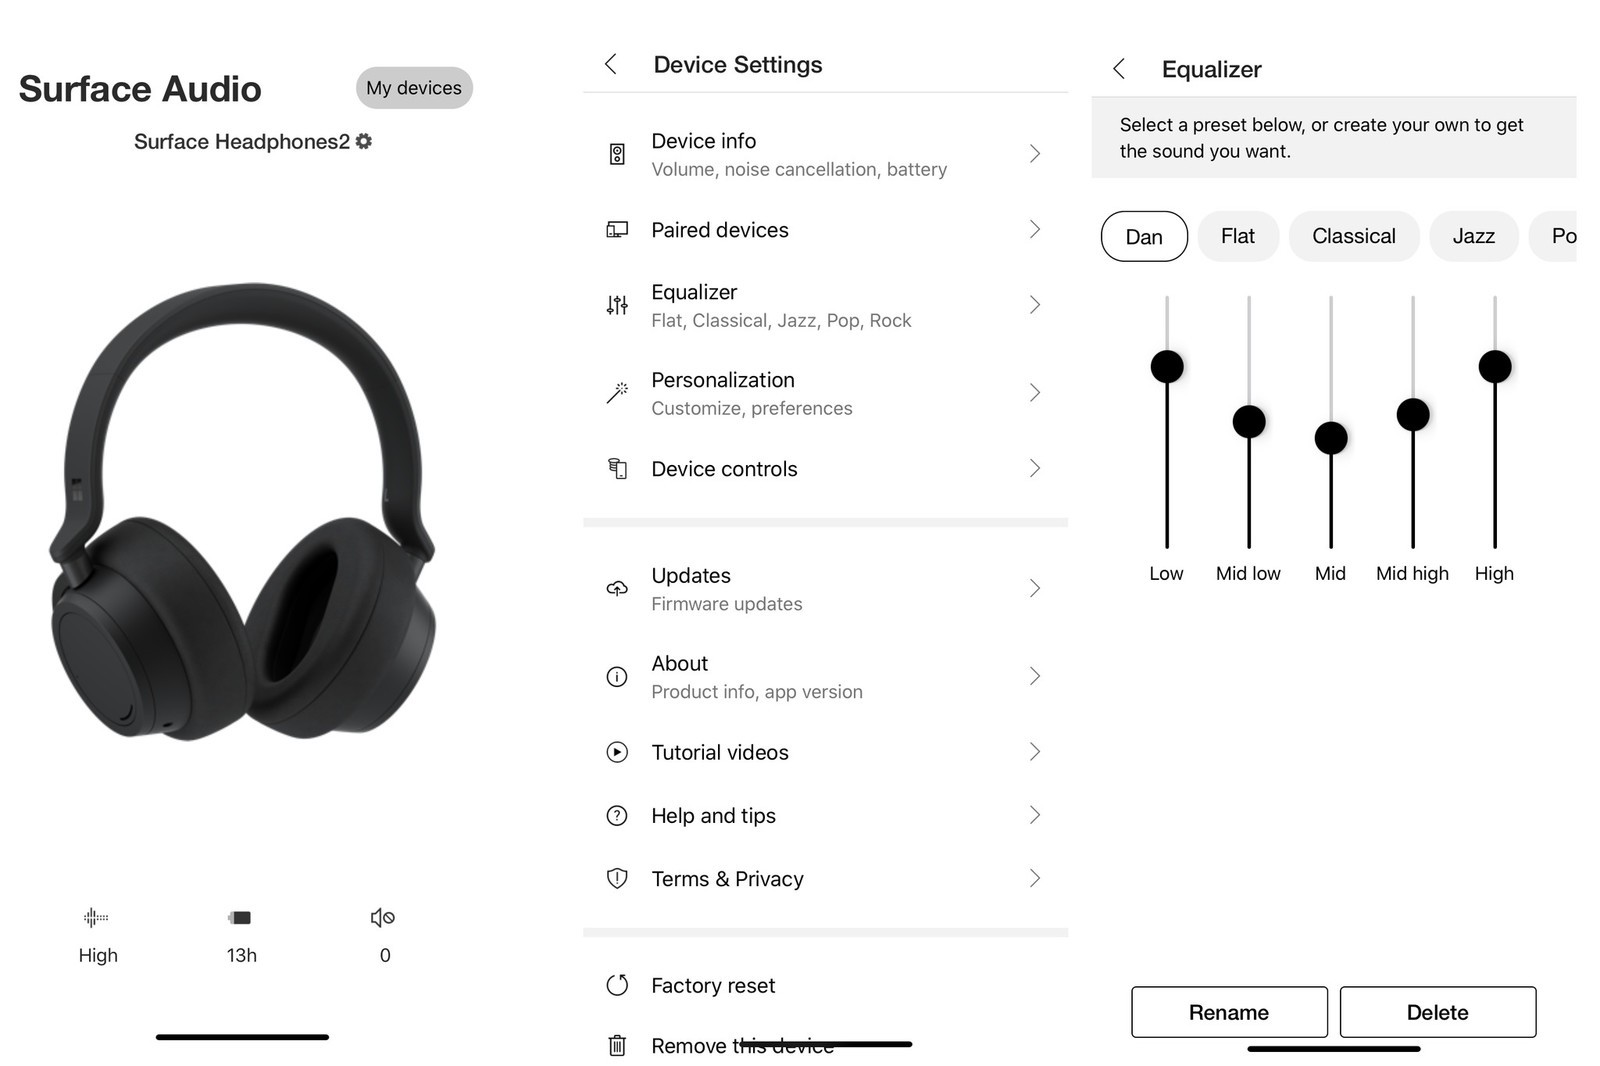 Surface Audio
My devices
Surface Headphones2
High
13h
0
Device Settings
Device info
Volume, noise cancellation, battery
Paired devices
Equalizer
Flat, Classical, Jazz, Pop, Rock
Personalization
Customize, preferences
Device controls
Updates
Firmware updates
About
Product info, app version
Tutorial videos
Help and tips
Terms & Privacy
Factory reset
Remove this device
Equalizer
Select a preset below, or create your own to get
the sound you want.
Dan
Flat
Classical
Jazz
Po
Low
Mid low
Mid
Mid high
High
Rename
Delete